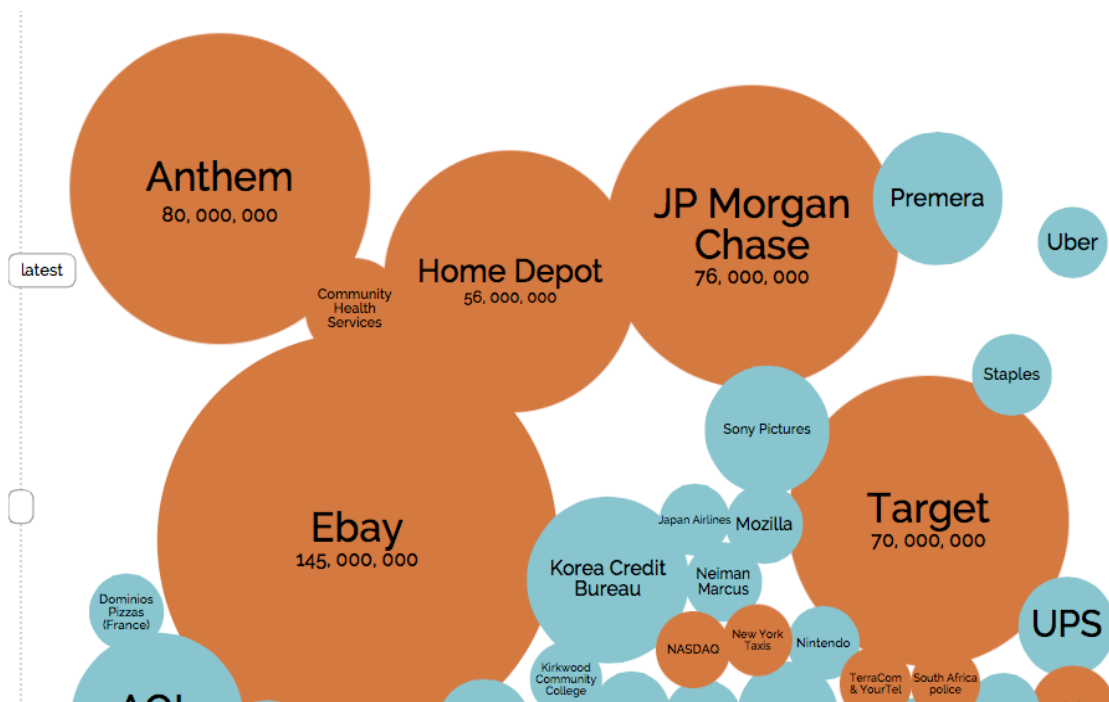 Anthem
80, 000, 000
JP Morgan
Chase
76, 000, 000
Premera
Uber
latest
Home Depot
56, 000, 000
Community
Health
Services
Staples
Sony Pictures
Ebay
145, 000, 000
Japan Airlines
Mozilla
Target
70, 000, 000
Korea Credit
Bureau
Neiman
Marcus
Dominios
Pizzas
(France)
UPS
NASDAQ
New York
Taxis
Nintendo
Kirkwood
Community
College
TerraCom
& YourTel
South Africa
police